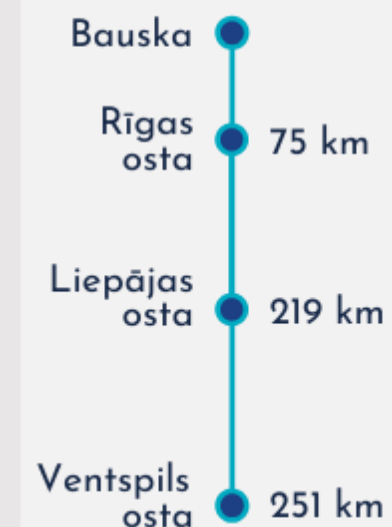 Bauska
Rīgas
osta
75 km
Liepājas
osta
219 km
Ventspils
osta
251 km